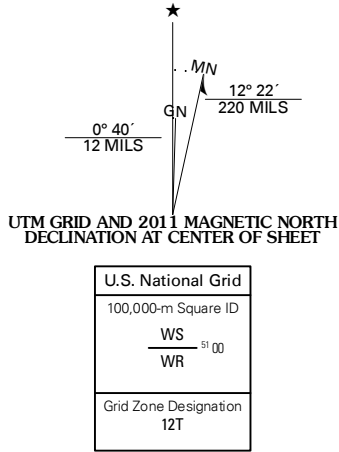 ★
MN
GN
12° 22´
220 MILS
0° 40´
12 MILS
UTM GRID AND 2011 MAGNETIC NORTH
DECLINATION AT CENTER OF SHEET
U.S. National Grid
100,000-m Square ID
WS
51 00
WR
Grid Zone Designation
12T